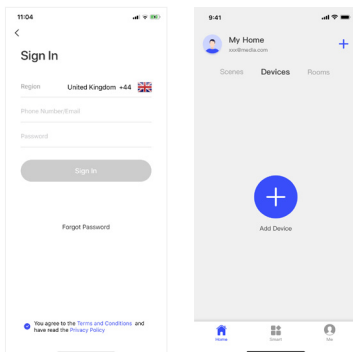 11:04
Sign In
Region United Kingdom +44
Phone Number/Email
Password
Sign In
Forgot Password
You agree to the Terms and Conditions and
have read the Privacy Policy
9:41
My Home
xxx@media.com
Scenes Devices Rooms
Add Device
Home Smart Me